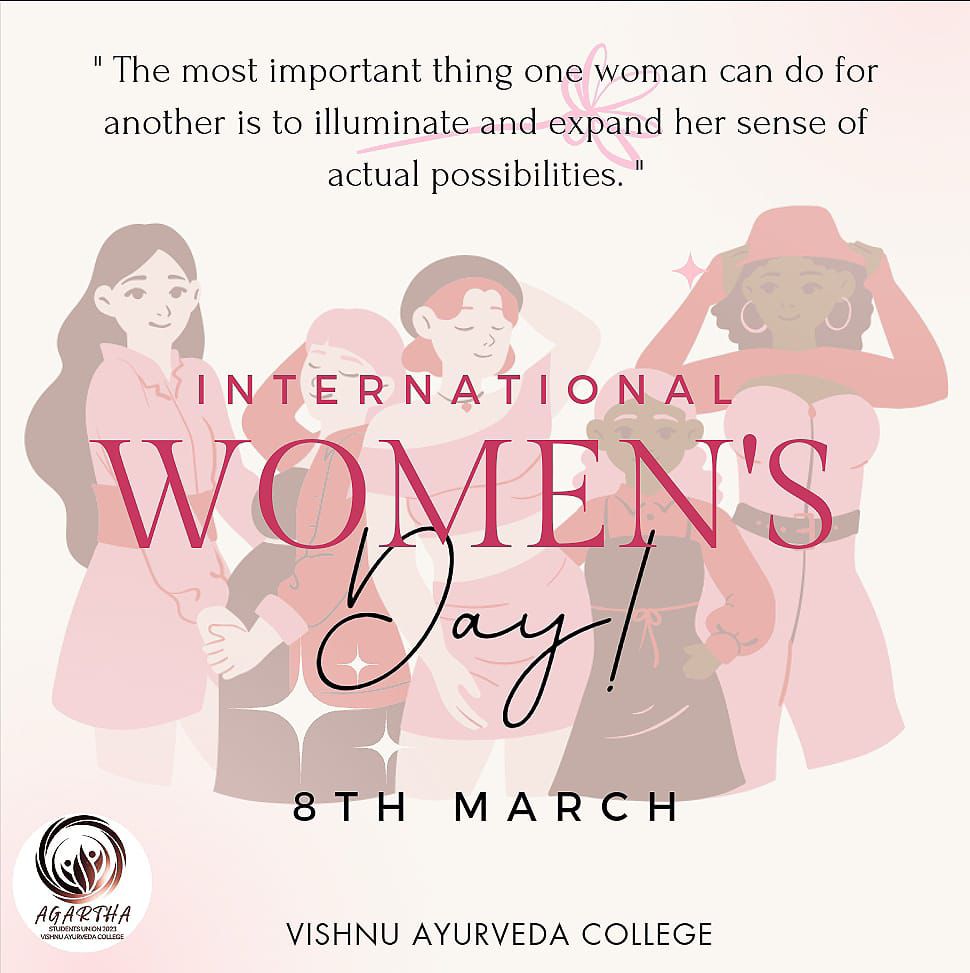 " The most important thing one woman can do for
another is to illuminate and expand her sense of
actual possibilities. "
INTERNATIONAL
WOMEN'S
Day!
8TH MARCH
AGARTHA
STUDENTS UNION 2023
VISHNU AYURVEDA COLLEGE
VISHNU AYURVEDA COLLEGE